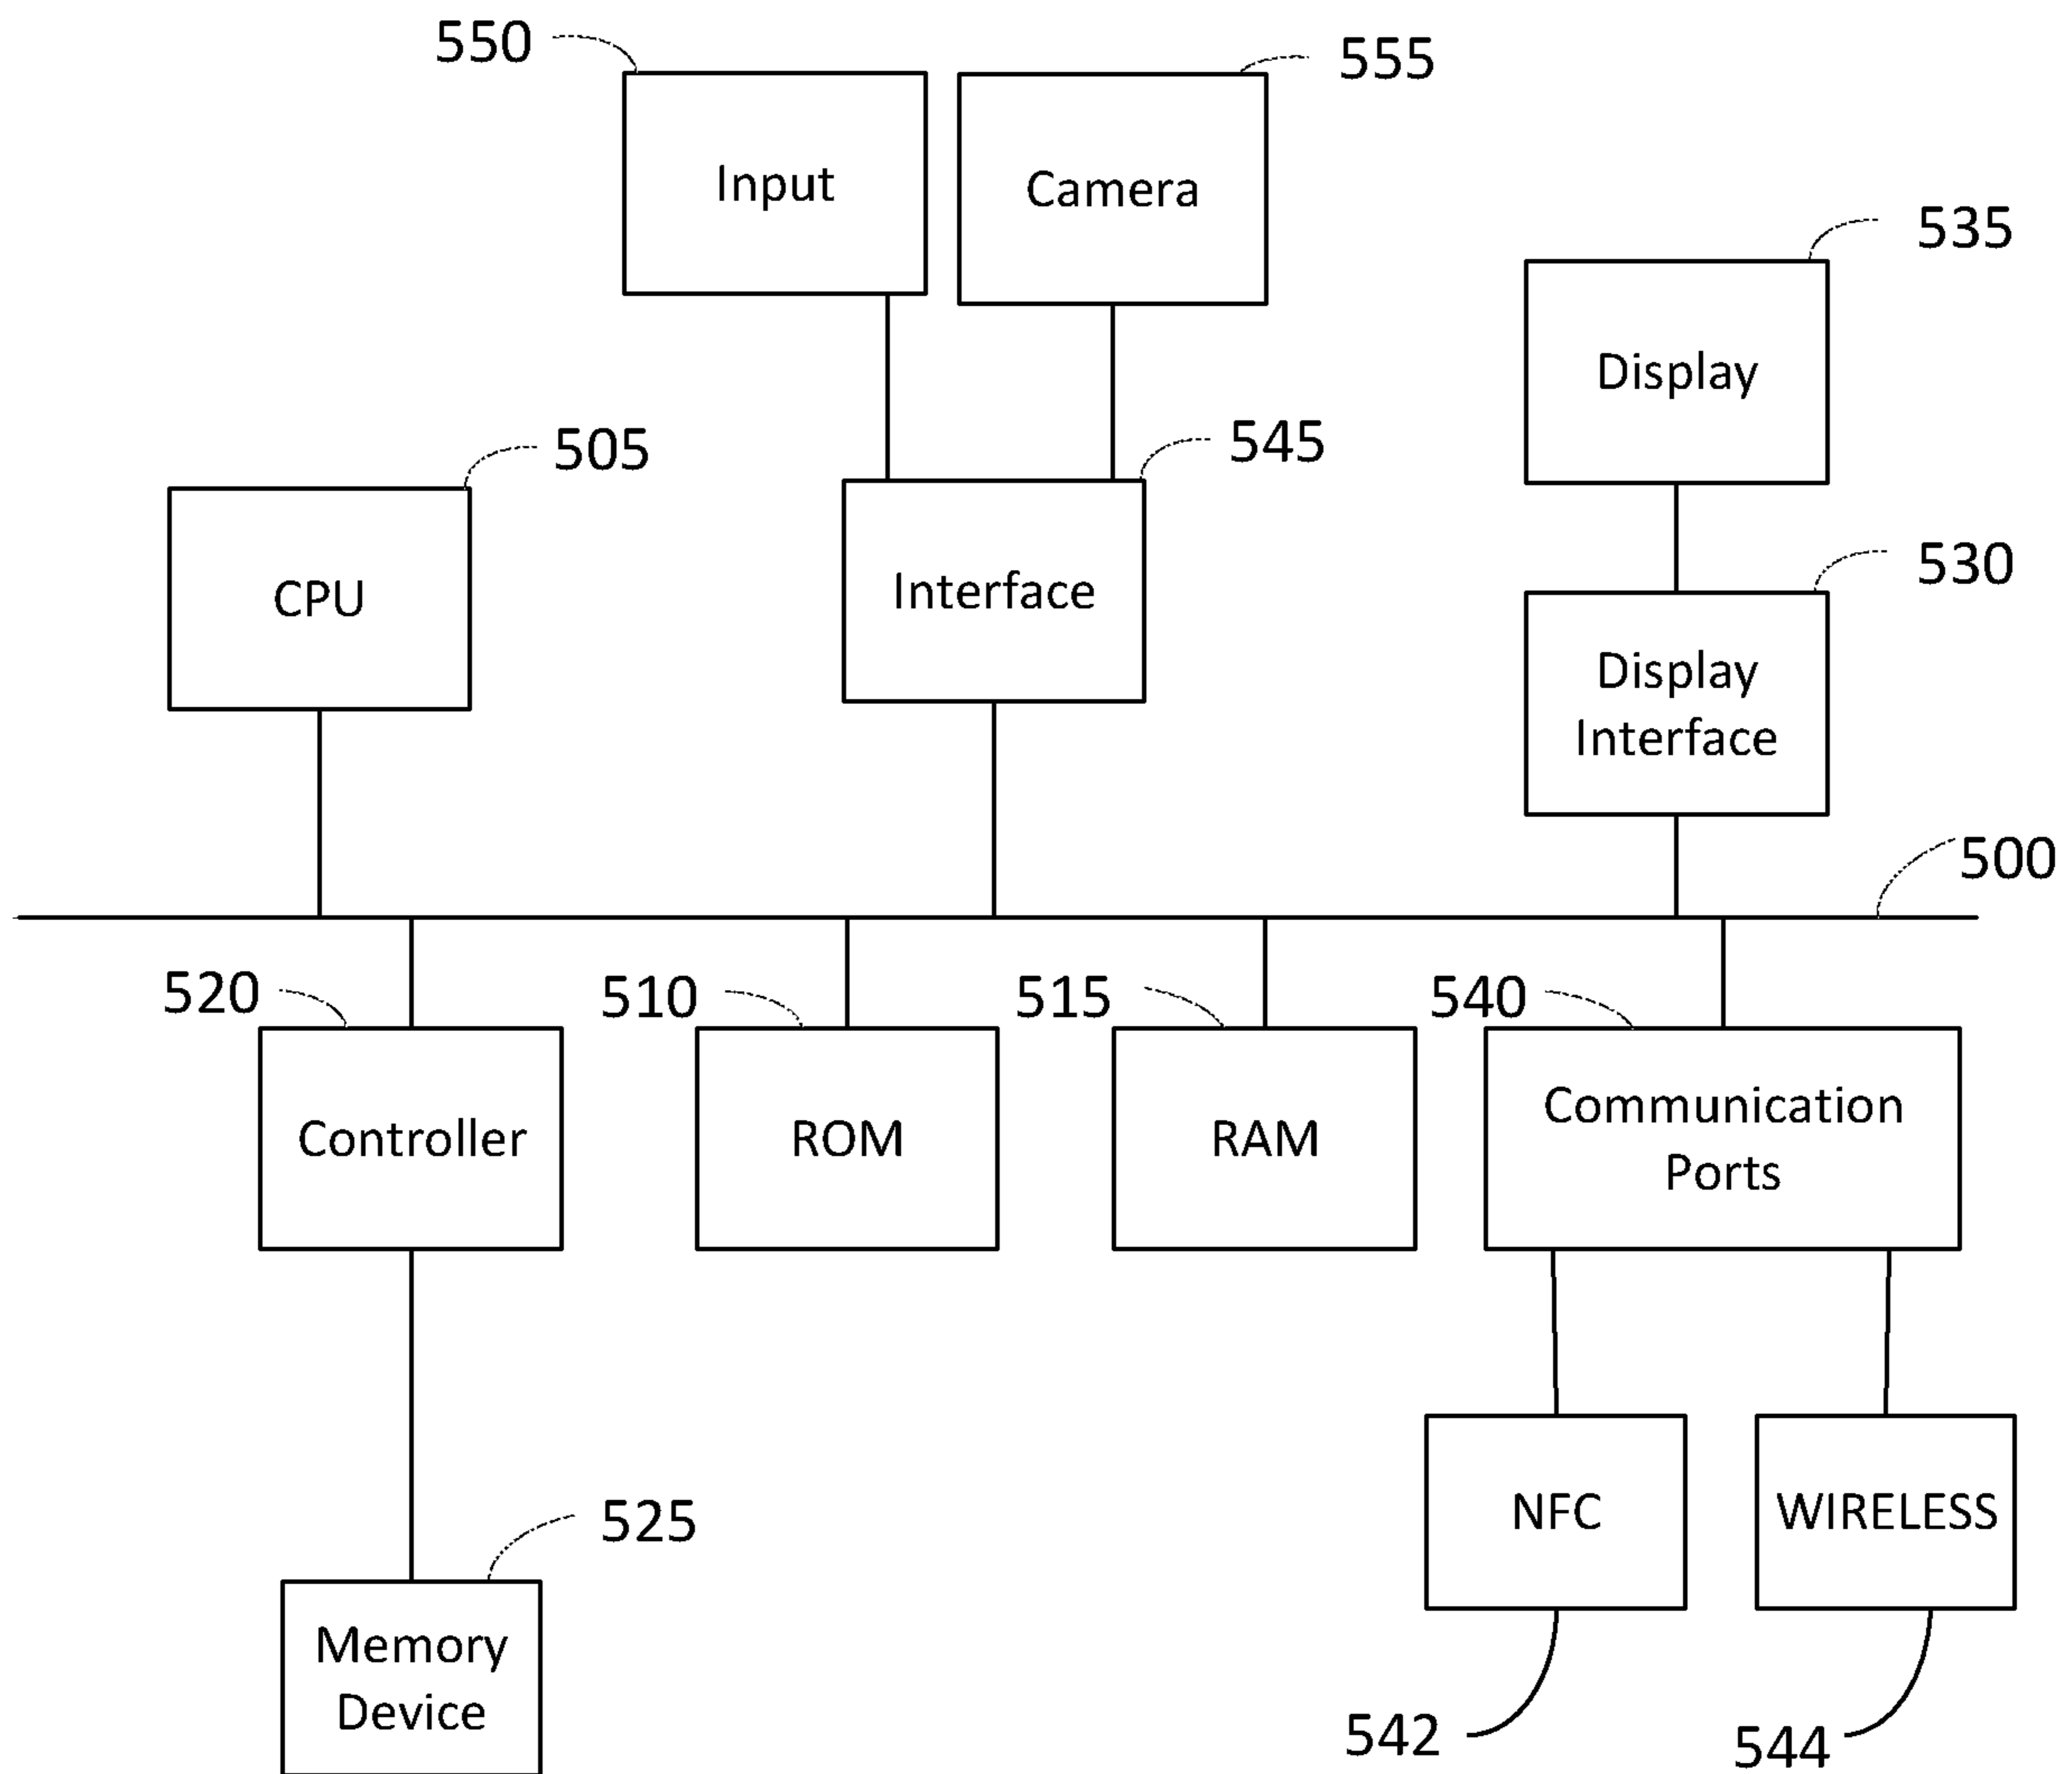 550
555
Input
Camera
535
Display
505
545
CPU
Interface
530
Display
Interface
500
520
510
515
540
Controller
ROM
RAM
Communication
Ports
NFC
WIRELESS
525
Memory
Device
542
544